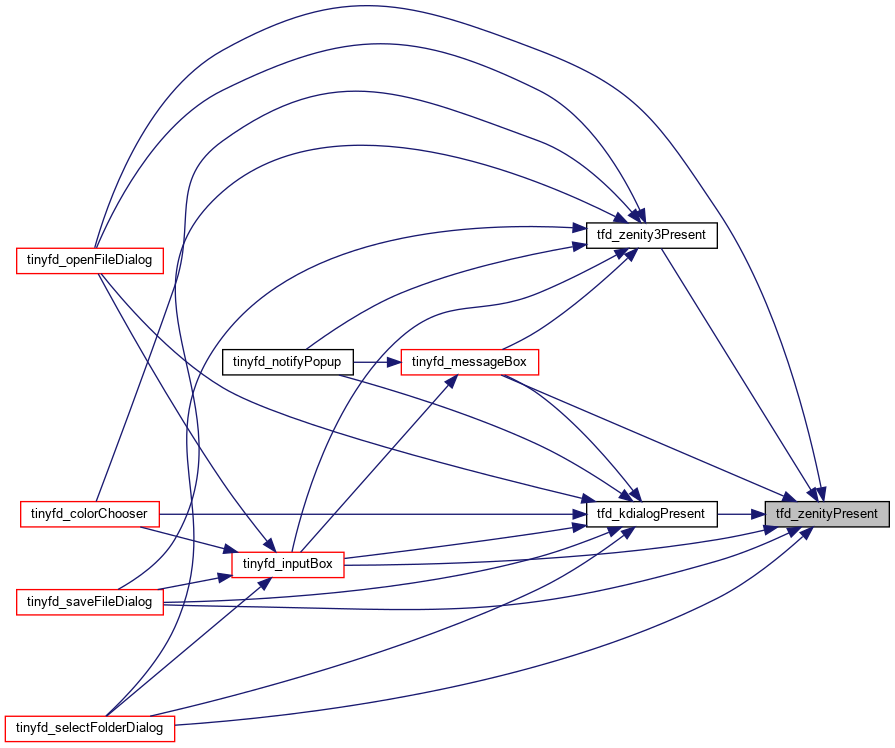 tfd_zenity3Present
tinyfd_openFileDialog
tinyfd_notifyPopup
tinyfd_messageBox
tinyfd_colorChooser
tfd_kdialogPresent
tfd_zenityPresent
tinyfd_inputBox
tinyfd_saveFileDialog
tinyfd_selectFolderDialog